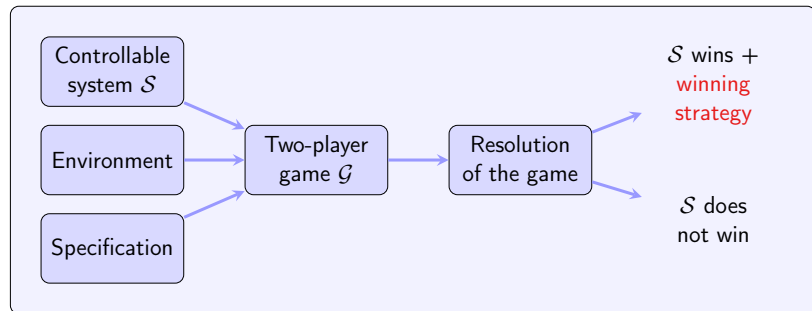 Controllable
system 𝒮
Environment
Specification
Two-player
game 𝒢
Resolution
of the game
𝒮 wins +
winning
strategy
𝒮 does
not win